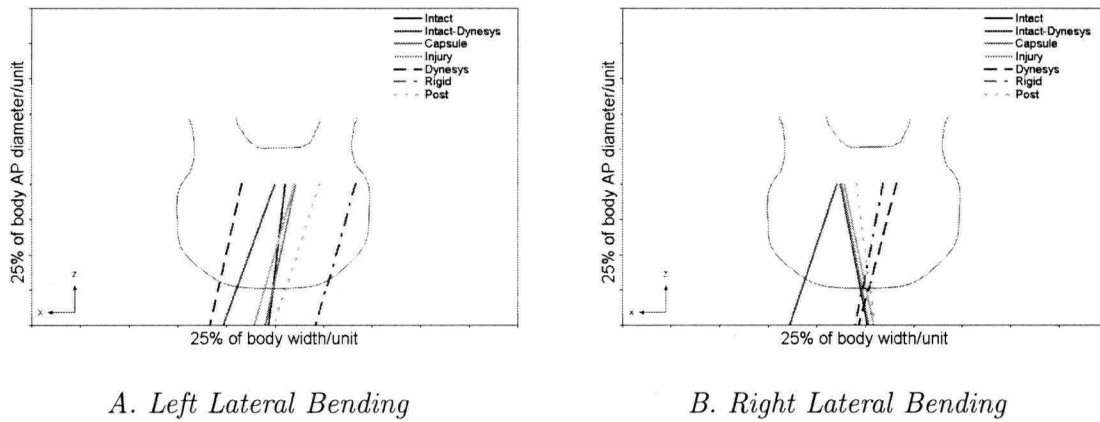 Intact
Intact-Dynesys
Capsule
Injury
Dynesys
Rigid
Post
25% of body AP diameter/unit
z
x
25% of body width/unit
A. Left Lateral Bending
Intact
Intact-Dynesys
Capsule
Injury
Dynesys
Rigid
Post
25% of body AP diameter/unit
z
x
25% of body width/unit
B. Right Lateral Bending